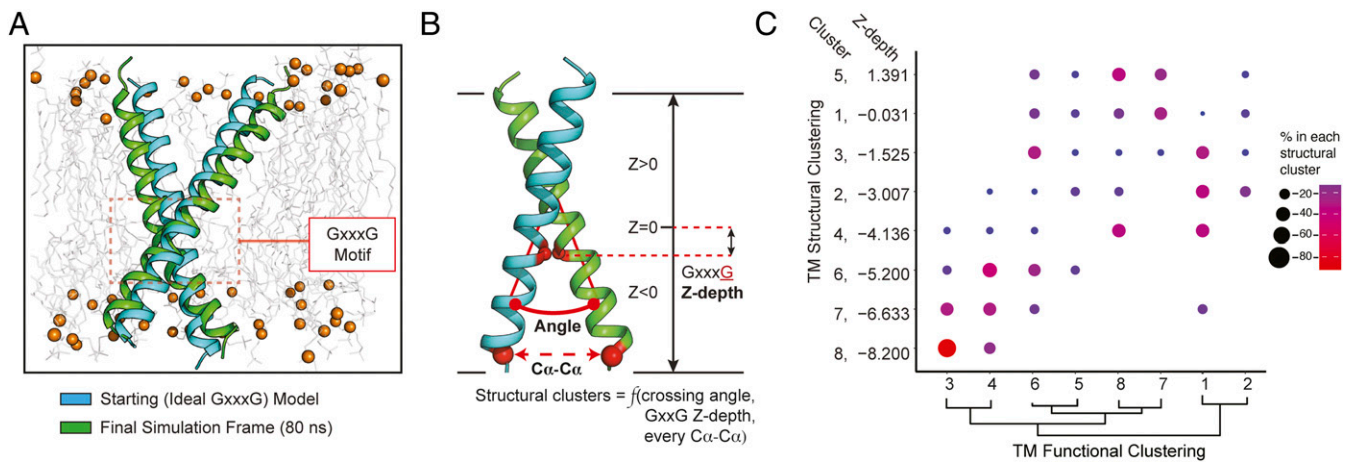 A
GxxxG
Motif
Starting (Ideal GxxxG) Model
Final Simulation Frame (80 ns)
B
Z>0
Z=0
GxxxG
Z-depth
Z<0
Angle
Cα-Cα
Structural clusters = f(crossing angle,
GxxG Z-depth,
every Cα-Cα)
C
Cluster
Z-depth
TM Structural Clustering
5, 1.391
1, -0.031
3, -1.525
2, -3.007
4, -4.136
6, -5.200
7, -6.633
8, -8.200
3 4 6 5 8 7 1 2
TM Functional Clustering
% in each
structural
cluster
-20
-40
-60
-80